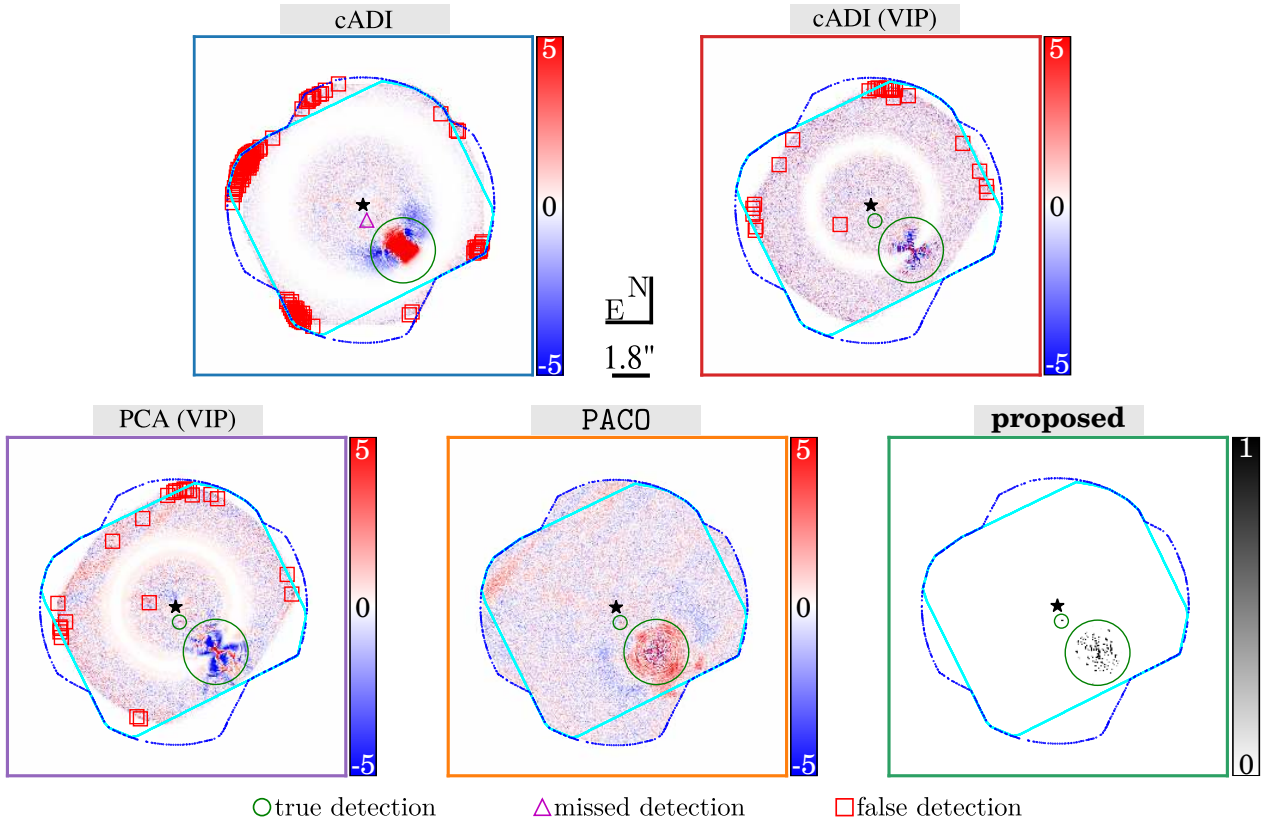 cADI
cADI (VIP)
5
0
-5
5
0
-5
N
E
1.8"
PCA (VIP)
PACO
proposed
5
0
-5
5
0
-5
1
0
true detection
missed detection
false detection